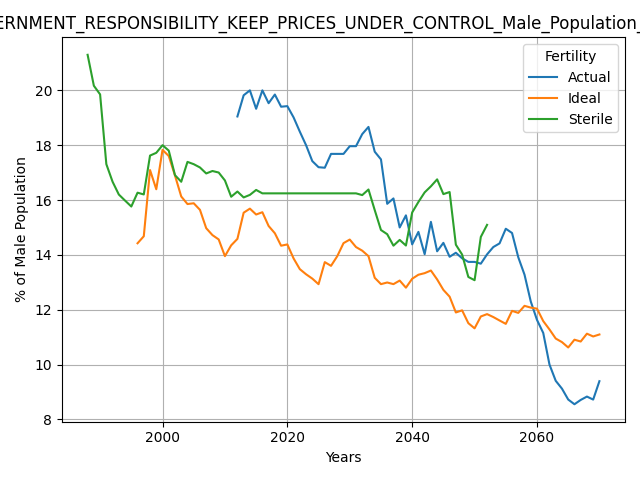 ERNMENT_RESPONSIBILITY_KEEP_PRICES_UNDER_CONTROL_Male_Population_
Fertility
Actual
Ideal
Sterile
% of Male Population
20
18
16
14
12
10
8
2000 2020 2040 2060
Years